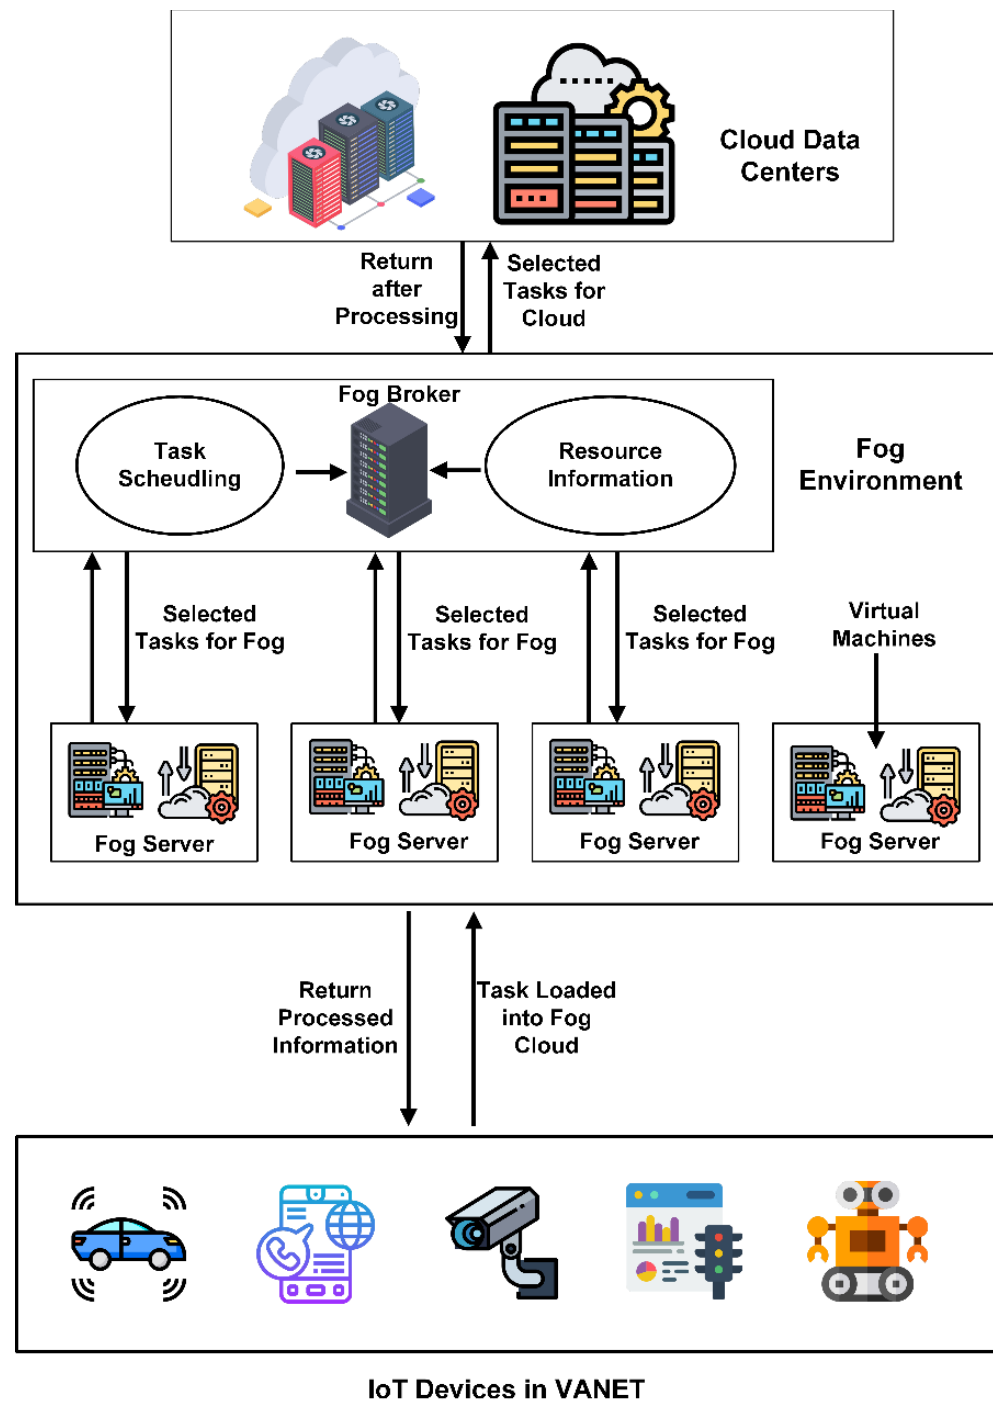 Cloud Data
Centers
Return
after
Processing
Selected
Tasks for
Cloud
Fog Broker
Task
Scheudling
Resource
Information
Fog
Environment
Selected
Tasks for Fog
Selected
Tasks for Fog
Selected
Tasks for Fog
Virtual
Machines
Fog Server
Fog Server
Fog Server
Fog Server
Return
Processed
Information
Task Loaded
into Fog
Cloud
IoT Devices in VANET